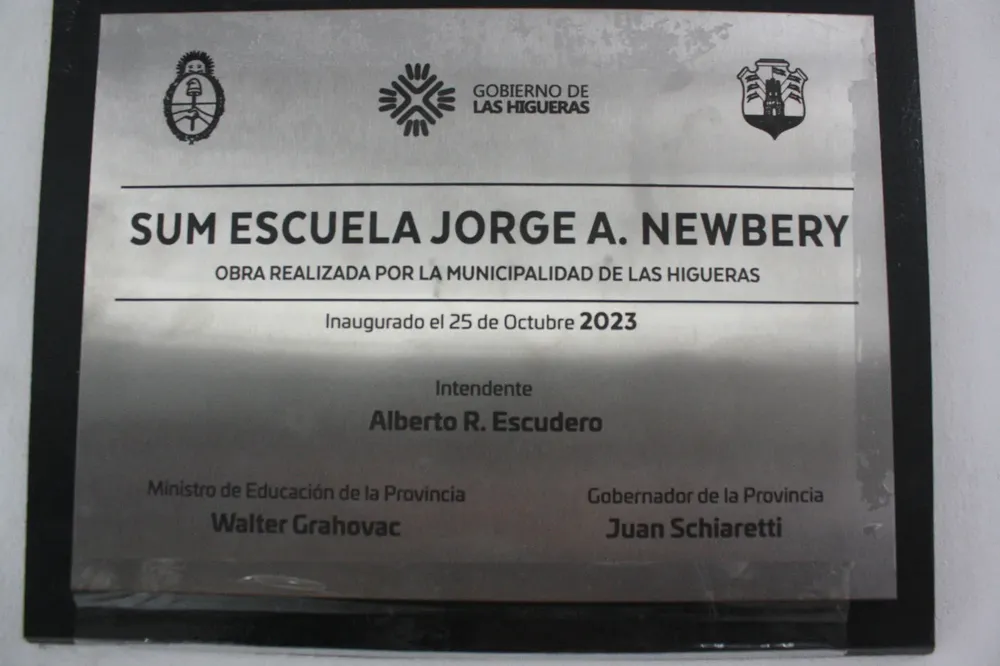 GOBIERNO DE
LAS HIGUERAS
SUM ESCUELA JORGE A. NEWBERY
OBRA REALIZADA POR LA MUNICIPALIDAD DE LAS HIGUERAS
Inaugurado el 25 de Octubre 2023
Intendente
Alberto R. Escudero
Ministro de Educación de la Provincia
Walter Grahovac
Gobernador de la Provincia
Juan Schiaretti